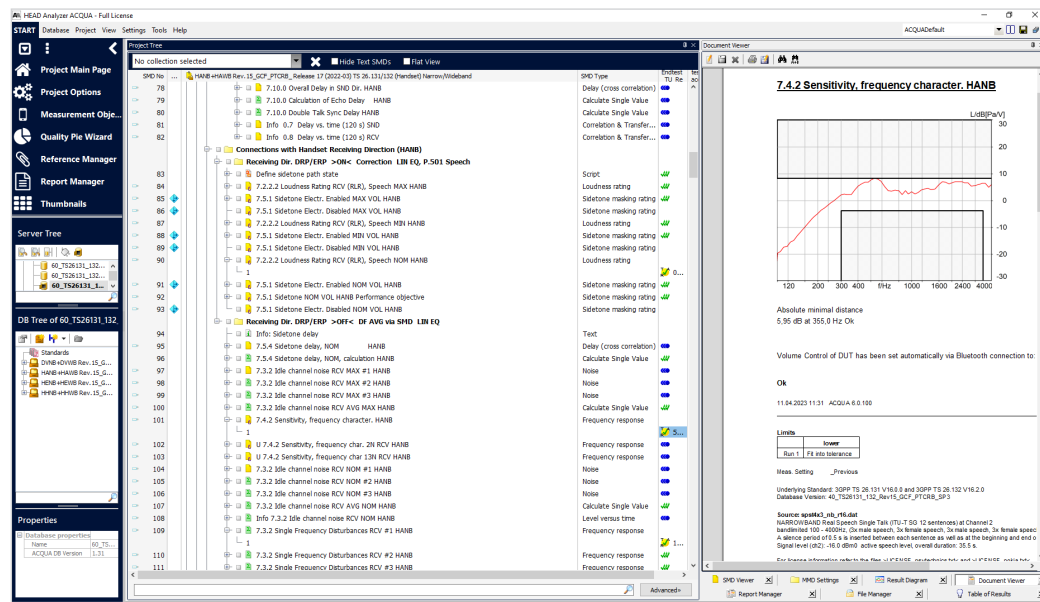 HEAD Analyzer ACQUA - Full License
START Database Project View Settings Tools Help
ACQUADefault
Project Main Page
Project Options
Measurement Obje...
Quality Pie Wizard
Reference Manager
Report Manager
Thumbnails
Server Tree
60_TS26131_132...
60_TS26131_132...
60_TS26131_1...
DB Tree of 60_TS26131_132_
Standards
DVNB+DVWB Rev.15_G...
HANB+HAWB Rev.15_G...
HENB+HEWB Rev.15_G...
HHNB+HHWB Rev.15_G...
Properties
Database properties
Name 60_TS...
ACQUA DB Version 1.31
Project Tree
No collection selected Hide Text SMDs Flat View
SMD No ... HANB+HAWB Rev.15_GCF_PTCRB_ Release 17 (2022-03) TS 26.131/132 (Handset) Narrow/Wideband SMD Type Endtest TU Re
78 7.10.0 Overall Delay in SND Dir. HANB Delay (cross correlation)
79 7.10.0 Calculation of Echo Delay HANB Calculate Single Value
80 7.10.0 Double Talk Sync Delay HANB Calculate Single Value
81 Info 0.7 Delay vs. time (120 s) SND Correlation & Transfer...
82 Info 0.8 Delay vs. time (120 s) RCV Correlation & Transfer...
Connections with Handset Receiving Direction (HANB)
Receiving Dir. DRP/ERP >ON< Correction LIN EQ, P.501 Speech
83 Define sidetone path state Script
84 7.2.2.2 Loudness Rating RCV (RLR), Speech MAX HANB Loudness rating
85 7.5.1 Sidetone Electr. Enabled MAX VOL HANB Sidetone masking rating
86 7.5.1 Sidetone Electr. Disabled MAX VOL HANB Sidetone masking rating
87 7.2.2.2 Loudness Rating RCV (RLR), Speech MIN HANB Loudness rating
88 7.5.1 Sidetone Electr. Enabled MIN VOL HANB Sidetone masking rating
89 7.5.1 Sidetone Electr. Disabled MIN VOL HANB Sidetone masking rating
90 7.2.2.2 Loudness Rating RCV (RLR), Speech NOM HANB Loudness rating
1 0...
91 7.5.1 Sidetone Electr. Enabled NOM VOL HANB Sidetone masking rating
92 7.5.1 Sidetone NOM VOL HANB Performance objective Sidetone masking rating
93 7.5.1 Sidetone Electr. Disabled NOM VOL HANB Sidetone masking rating
Receiving Dir. DRP/ERP >OFF< DF AVG via SMD LIN EQ
94 Info: Sidetone delay Text
95 7.5.4 Sidetone delay, NOM HANB Delay (cross correlation)
96 7.5.4 Sidetone delay, NOM, calculation HANB Calculate Single Value
97 7.3.2 Idle channel noise RCV MAX #1 HANB Noise
98 7.3.2 Idle channel noise RCV MAX #2 HANB Noise
99 7.3.2 Idle channel noise RCV MAX #3 HANB Noise
100 7.3.2 Idle channel noise RCV AVG MAX HANB Calculate Single Value
101 7.4.2 Sensitivity, frequency character. HANB Frequency response
1 5...
102 U 7.4.2 Sensitivity, frequency char. 2N RCV HANB Frequency response
103 U 7.4.2 Sensitivity, frequency char 13N RCV HANB Frequency response
104 7.3.2 Idle channel noise RCV NOM #1 HANB Noise
105 7.3.2 Idle channel noise RCV NOM #2 HANB Noise
106 7.3.2 Idle channel noise RCV NOM #3 HANB Noise
107 7.3.2 Idle channel noise RCV AVG NOM HANB Calculate Single Value
108 Info 7.3.2 Idle channel noise RCV NOM HANB Level versus time
109 7.3.2 Single Frequency Disturbances RCV #1 HANB Frequency response
1 1...
110 7.3.2 Single Frequency Disturbances RCV #2 HANB Frequency response
111 7.3.2 Single Frequency Disturbances RCV #3 HANB Frequency response
Advanced»
Document Viewer
7.4.2 Sensitivity, frequency character. HANB
L/dB[Pa/V]
30
20
10
0
-10
-20
-30
120 200 300 400 f/Hz 1000 1600 2400 4000
Absolute minimal distance
5,95 dB at 355,0 Hz Ok
Volume Control of DUT has been set automatically via Bluetooth connection to:
Ok
11.04.2023 11:31 ACQUA 6.0.100
Limits
lower
Run 1 Fit into tolerance
Meas. Setting _Previous
Underlying Standard: 3GPP TS 26.131 V16.0.0 and 3GPP TS 26.132 V16.2.0
Database Version: 40_TS26131_132_Rev15_GCF_PTCRB_SP3
Source: spst4x3_nb_r16.dat
NARROWBAND Real Speech Single Talk (ITU-T SG 12 sentences) at Channel 2
bandlimited 100 - 4000Hz, (3x male speech, 3x female speech, 3x male speech, 3x female speec
A silence period of 0.5 s is inserted between each sentence as well as at the beginning and end o
Signal level (ch2): -16.0 dBm0 active speech level, overall duration: 35.5 s.
SMD Viewer MMD Settings Result Diagram Document Viewer
Report Manager File Manager Table of Results